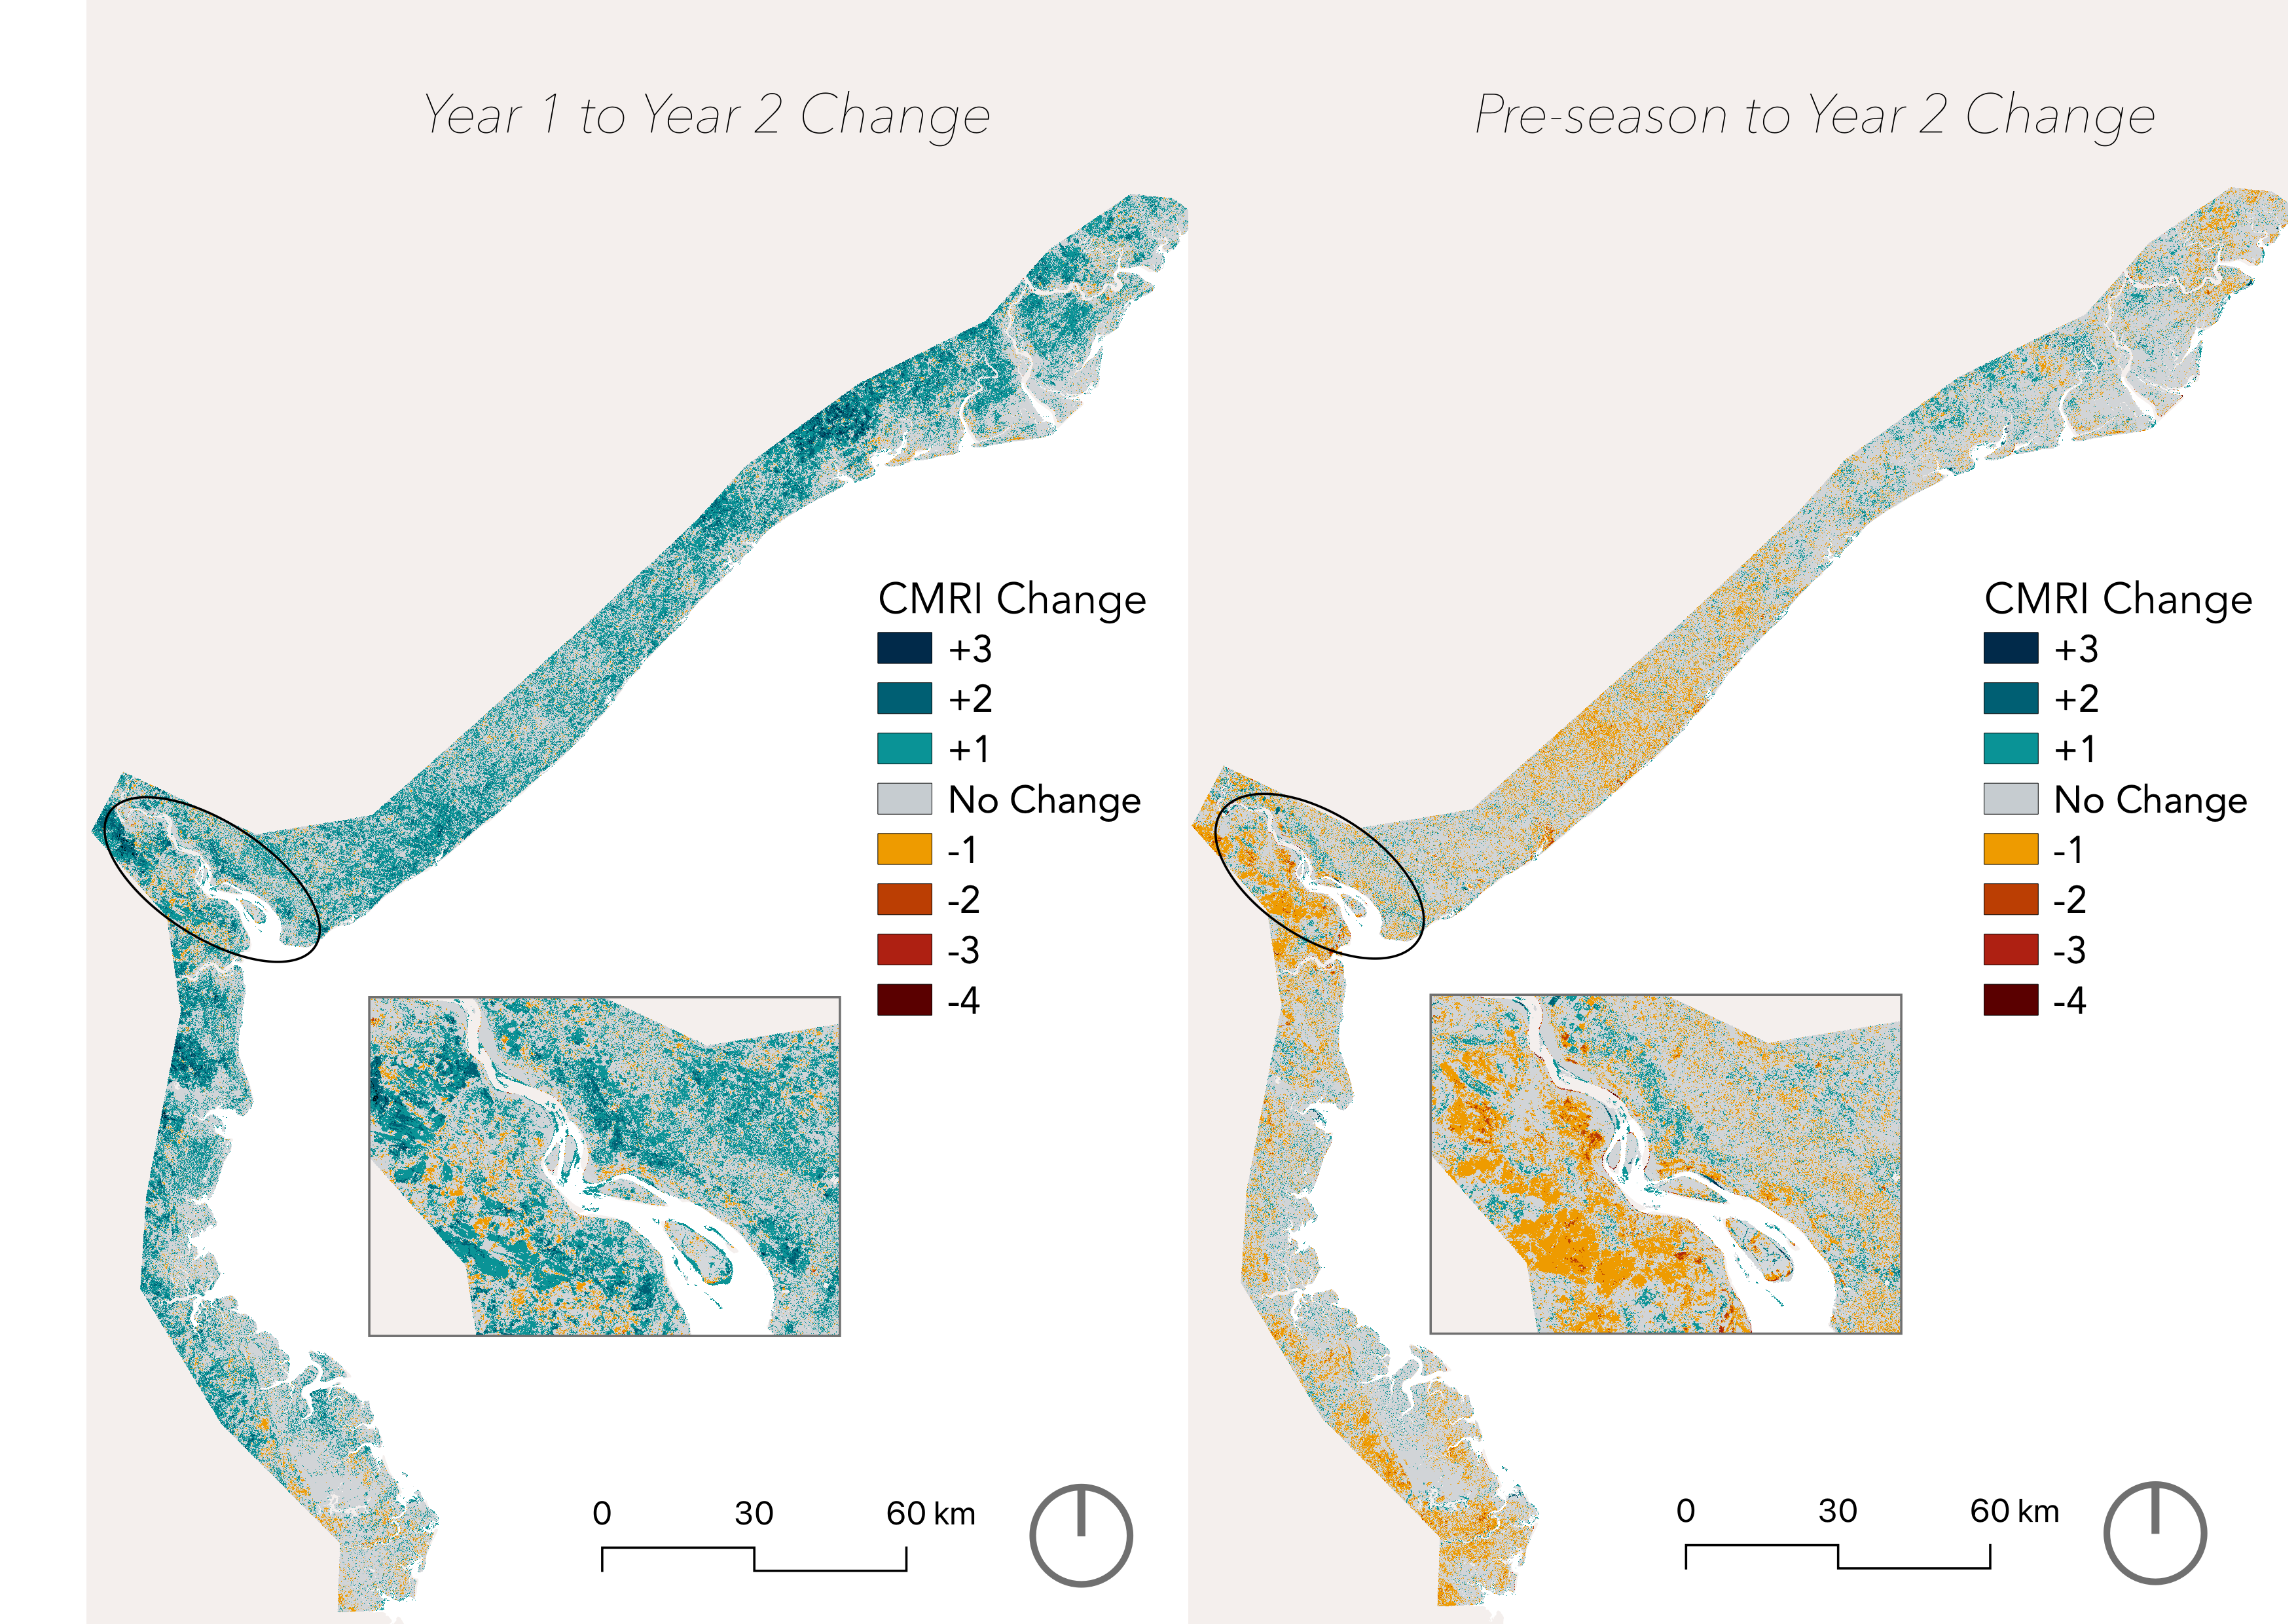 Year 1 to Year 2 Change
CMRI Change
+3
+2
+1
No Change
-1
-2
-3
-4
0 30 60 km
Pre-season to Year 2 Change
CMRI Change
+3
+2
+1
No Change
-1
-2
-3
-4
0 30 60 km